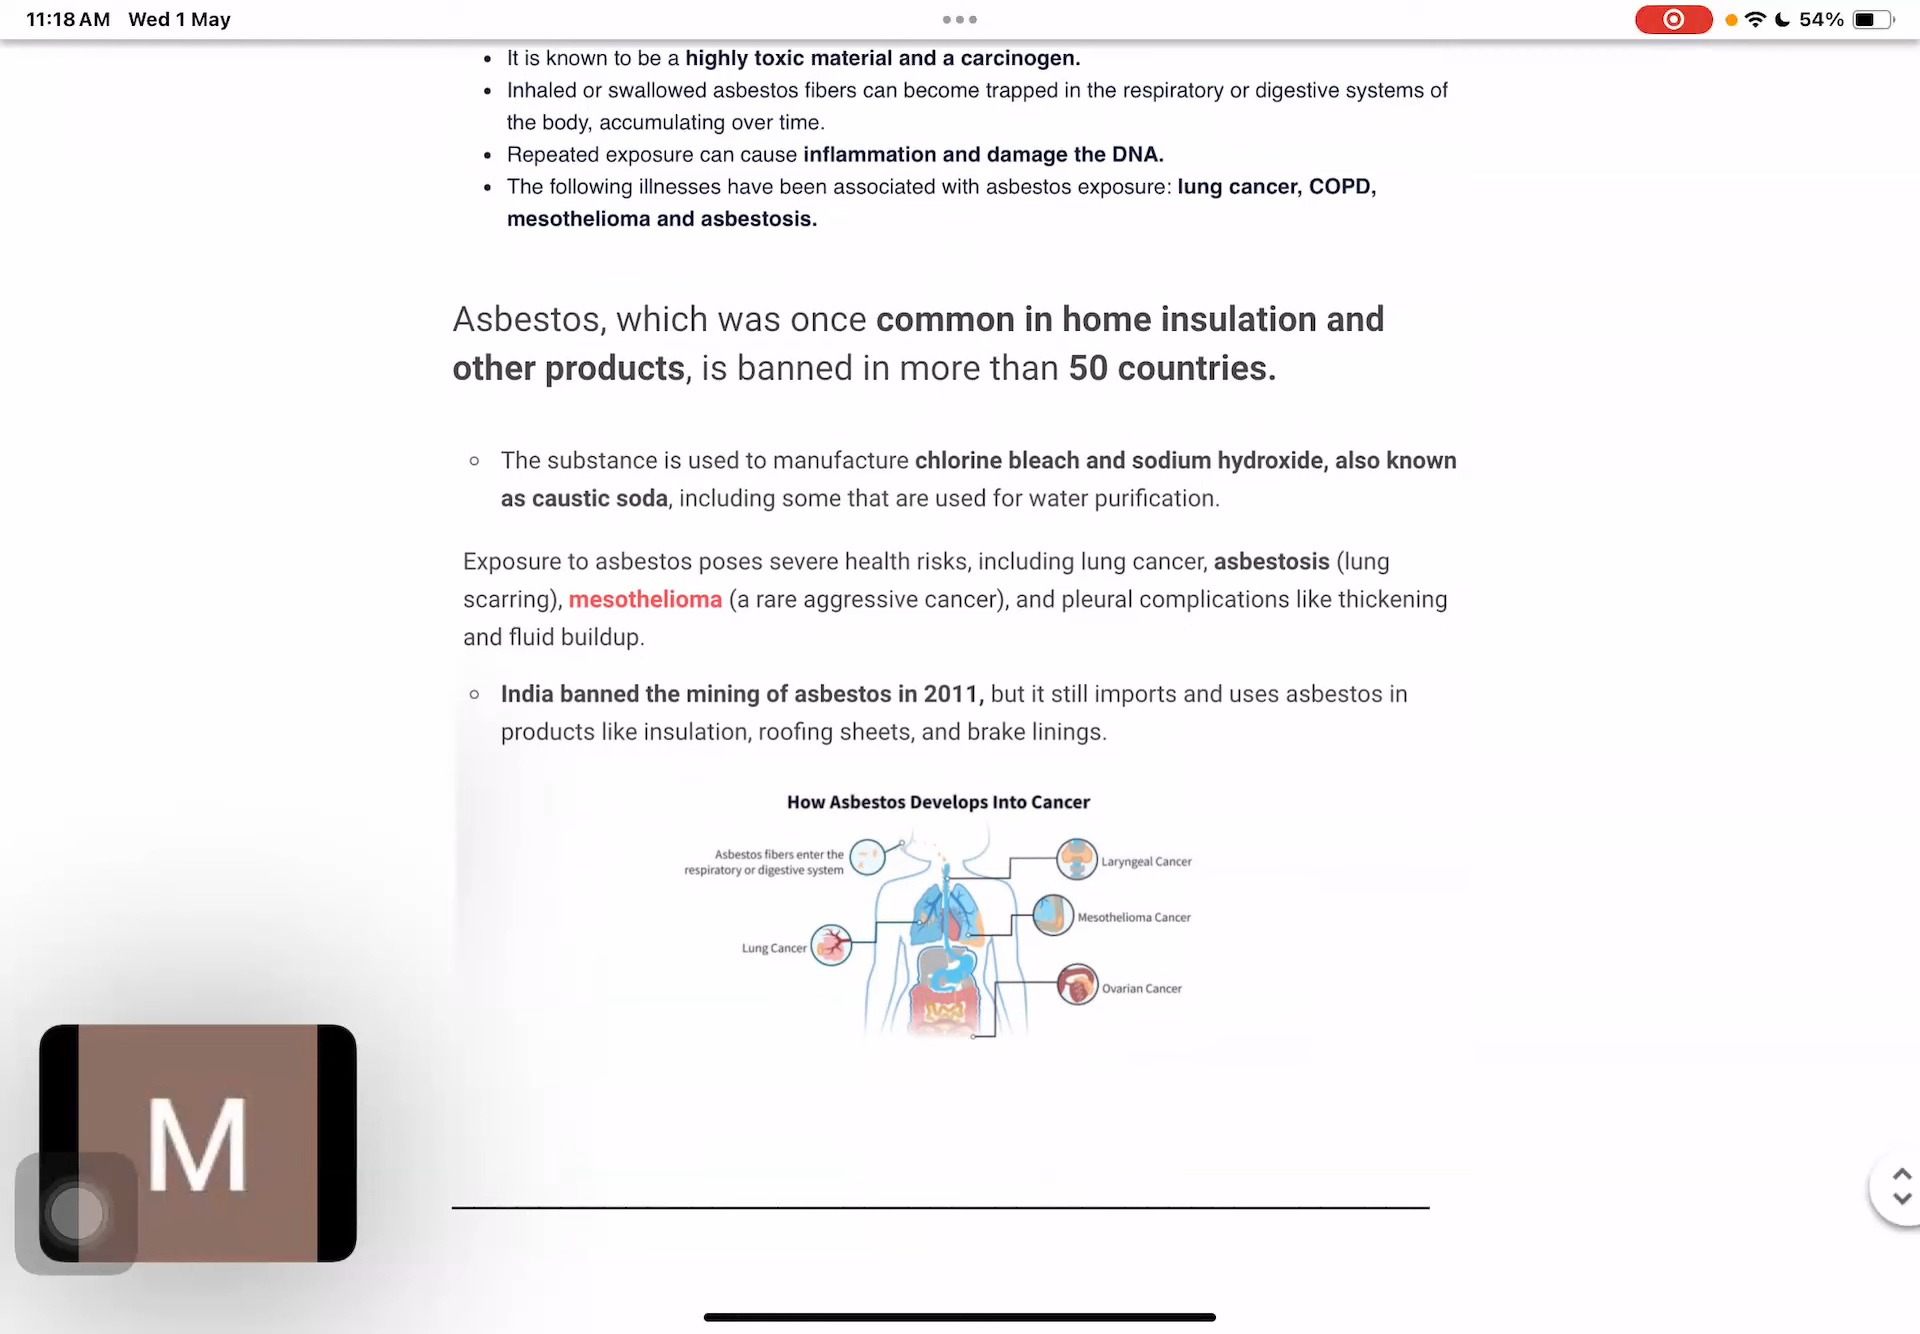 11:18 AM Wed 1 May
54%
• It is known to be a highly toxic material and a carcinogen.
• Inhaled or swallowed asbestos fibers can become trapped in the respiratory or digestive systems of
the body, accumulating over time.
• Repeated exposure can cause inflammation and damage the DNA.
• The following illnesses have been associated with asbestos exposure: lung cancer, COPD,
mesothelioma and asbestosis.
Asbestos, which was once common in home insulation and
other products, is banned in more than 50 countries.
○ The substance is used to manufacture chlorine bleach and sodium hydroxide, also known
as caustic soda, including some that are used for water purification.
Exposure to asbestos poses severe health risks, including lung cancer, asbestosis (lung
scarring), mesothelioma (a rare aggressive cancer), and pleural complications like thickening
and fluid buildup.
○ India banned the mining of asbestos in 2011, but it still imports and uses asbestos in
products like insulation, roofing sheets, and brake linings.
How Asbestos Develops Into Cancer
Asbestos fibers enter the
respiratory or digestive system
Laryngeal Cancer
Mesothelioma Cancer
Lung Cancer
Ovarian Cancer
M